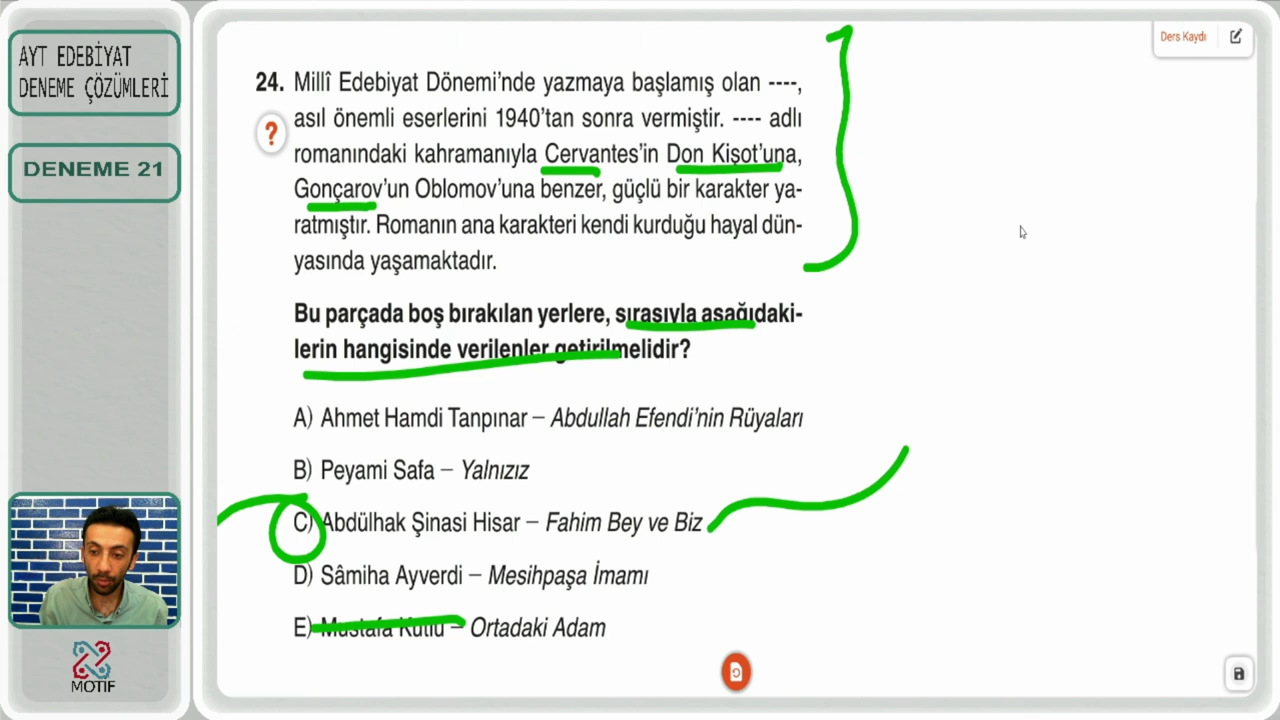 AYT EDEBİYAT
DENEME ÇÖZÜMLERİ
DENEME 21
MOTIF
Ders Kaydı
24. Millî Edebiyat Dönemi’nde yazmaya başlamış olan ----,
asıl önemli eserlerini 1940’tan sonra vermiştir. ---- adlı
romanındaki kahramanıyla Cervantes’in Don Kişot’una,
Gonçarov’un Oblomov’una benzer, güçlü bir karakter ya-
ratmıştır. Romanın ana karakteri kendi kurduğu hayal dün-
yasında yaşamaktadır.
?
Bu parçada boş bırakılan yerlere, sırasıyla aşağıdaki-
lerin hangisinde verilenler getirilmelidir?
A) Ahmet Hamdi Tanpınar – Abdullah Efendi’nin Rüyaları
B) Peyami Safa – Yalnızız
C) Abdülhak Şinasi Hisar – Fahim Bey ve Biz
D) Sâmiha Ayverdi – Mesihpaşa İmamı
E) Mustafa Kutlu – Ortadaki Adam